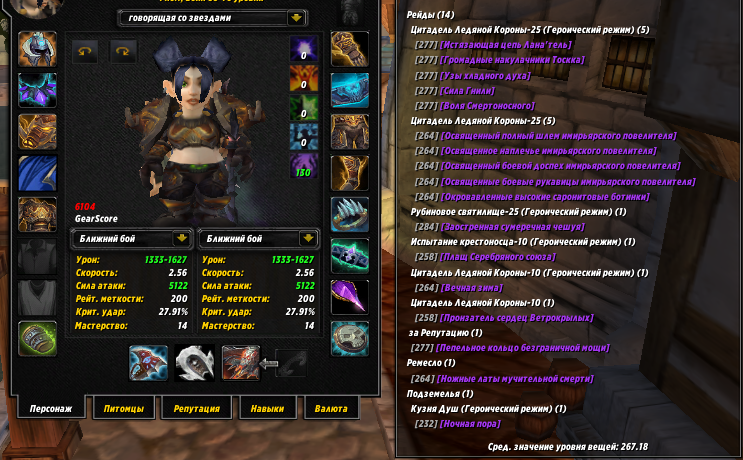 говорящая со звездами
0
0
0
0
130
6104
GearScore
Ближний бой
Ближний бой
Урон: 1333-1627
Скорость: 2.56
Сила атаки: 5122
Рейт. меткости: 200
Крит. удар: 27.91%
Мастерство: 14
Урон: 1333-1627
Скорость: 2.56
Сила атаки: 5122
Рейт. меткости: 200
Крит. удар: 27.91%
Мастерство: 14
Персонаж
Питомцы
Репутация
Навыки
Валюта
Рейды (14)
Цитадель Ледяной Короны-25 (Героический режим) (5)
[277] [Истязающая цепь Лана'тель]
[277] [Громадные накулачники Тоскка]
[277] [Узы хладного духа]
[277] [Сила Гнили]
[277] [Воля Смертоносного]
Цитадель Ледяной Короны-25 (5)
[264] [Освященный полный шлем имирьярского повелителя]
[264] [Освященное наплечье имирьярского повелителя]
[264] [Освященный боевой доспех имирьярского повелителя]
[264] [Освященные боевые рукавицы имирьярского повелителя]
[264] [Окровавленные высокие саронитовые ботинки]
Рубиновое святилище-25 (Героический режим) (1)
[284] [Заостренная сумеречная чешуя]
Испытание крестоносца-10 (Героический режим) (1)
[258] [Плащ Серебряного союза]
Цитадель Ледяной Короны-10 (Героический режим) (1)
[264] [Вечная зима]
Цитадель Ледяной Короны-10 (1)
[258] [Пронзатель сердец Ветрокрылых]
за Репутацию (1)
[277] [Пепельное кольцо безграничной мощи]
Ремесло (1)
[264] [Ножные латы мучительной смерти]
Подземелья (1)
Кузня Душ (Героический режим) (1)
[232] [Ночная пора]
Сред. значение уровня вещей: 267.18